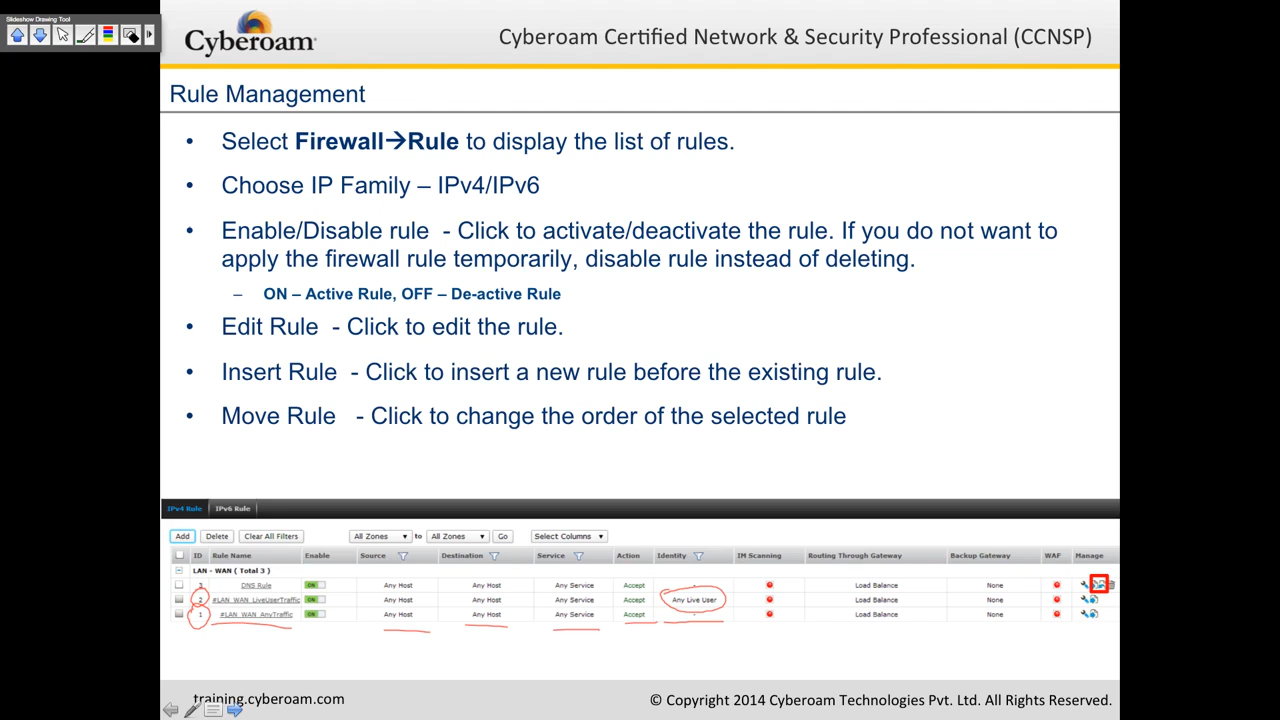 Slideshow Drawing Tool
Cyberoam
Cyberoam Certified Network & Security Professional (CCNSP)
Rule Management
• Select Firewall→Rule to display the list of rules.
• Choose IP Family – IPv4/IPv6
• Enable/Disable rule - Click to activate/deactivate the rule. If you do not want to
apply the firewall rule temporarily, disable rule instead of deleting.
– ON – Active Rule, OFF – De-active Rule
• Edit Rule - Click to edit the rule.
• Insert Rule - Click to insert a new rule before the existing rule.
• Move Rule - Click to change the order of the selected rule
IPv4 Rule IPv6 Rule
Add Delete Clear All Filters All Zones to All Zones Go Select Columns
ID Rule Name Enable Source Destination Service Action Identity IM Scanning Routing Through Gateway Backup Gateway WAF Manage
LAN - WAN ( Total 3 )
3 DNS Rule ON Any Host Any Host Any Service Accept Load Balance None
2 #LAN_WAN_LiveUserTraffic ON Any Host Any Host Any Service Accept Any Live User Load Balance None
1 #LAN_WAN_AnyTraffic ON Any Host Any Host Any Service Accept - Load Balance None
training.cyberoam.com © Copyright 2014 Cyberoam Technologies Pvt. Ltd. All Rights Reserved.